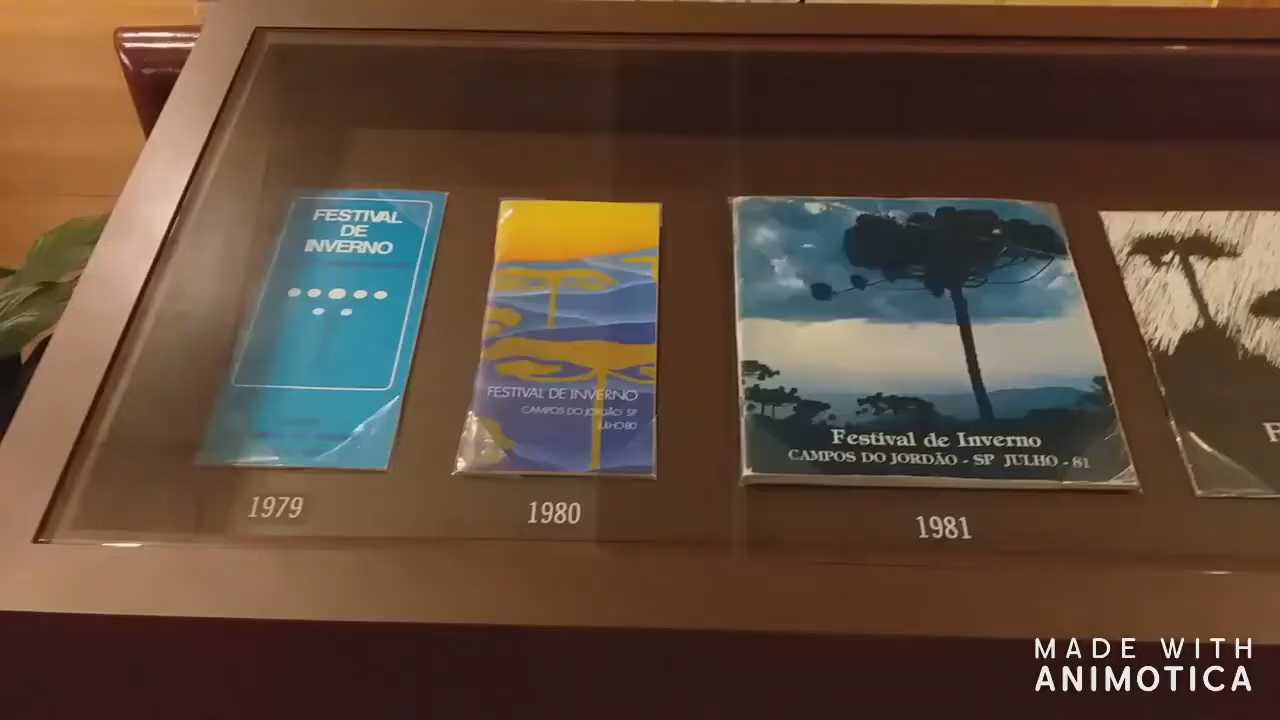 FESTIVAL
DE
INVERNO
1979
FESTIVAL DE INVERNO
CAMPOS DO JORDÃO SP
JULHO 80
1980
Festival de Inverno
CAMPOS DO JORDÃO - SP JULHO - 81
1981
MADE WITH
ANIMOTICA